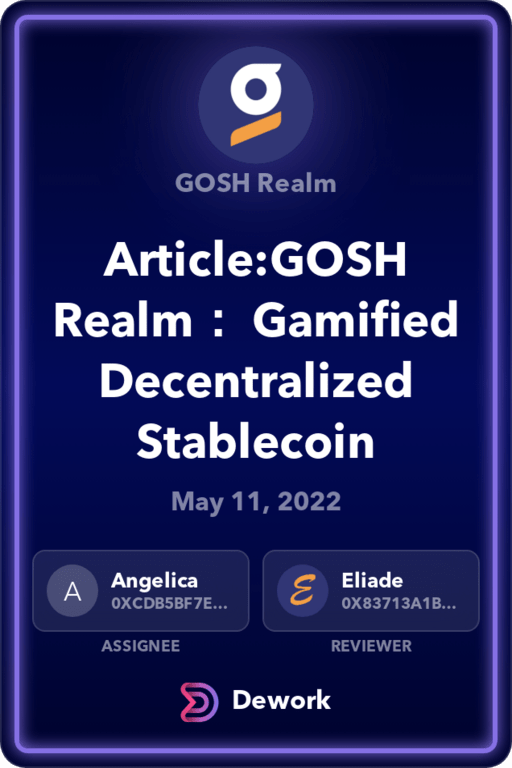 GOSH Realm
Article:GOSH
Realm： Gamified
Decentralized
Stablecoin
May 11, 2022
A
Angelica
0XCDB5BF7E...
ASSIGNEE
E
Eliade
0X83713A1B...
REVIEWER
Dework